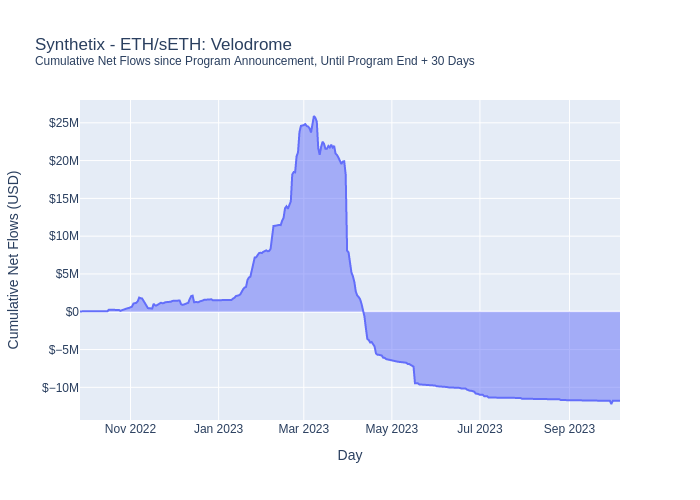 Synthetix - ETH/sETH: Velodrome
Cumulative Net Flows since Program Announcement, Until Program End + 30 Days
Cumulative Net Flows (USD)
$25M
$20M
$15M
$10M
$5M
$0
$−5M
$−10M
Nov 2022
Jan 2023
Mar 2023
May 2023
Jul 2023
Sep 2023
Day